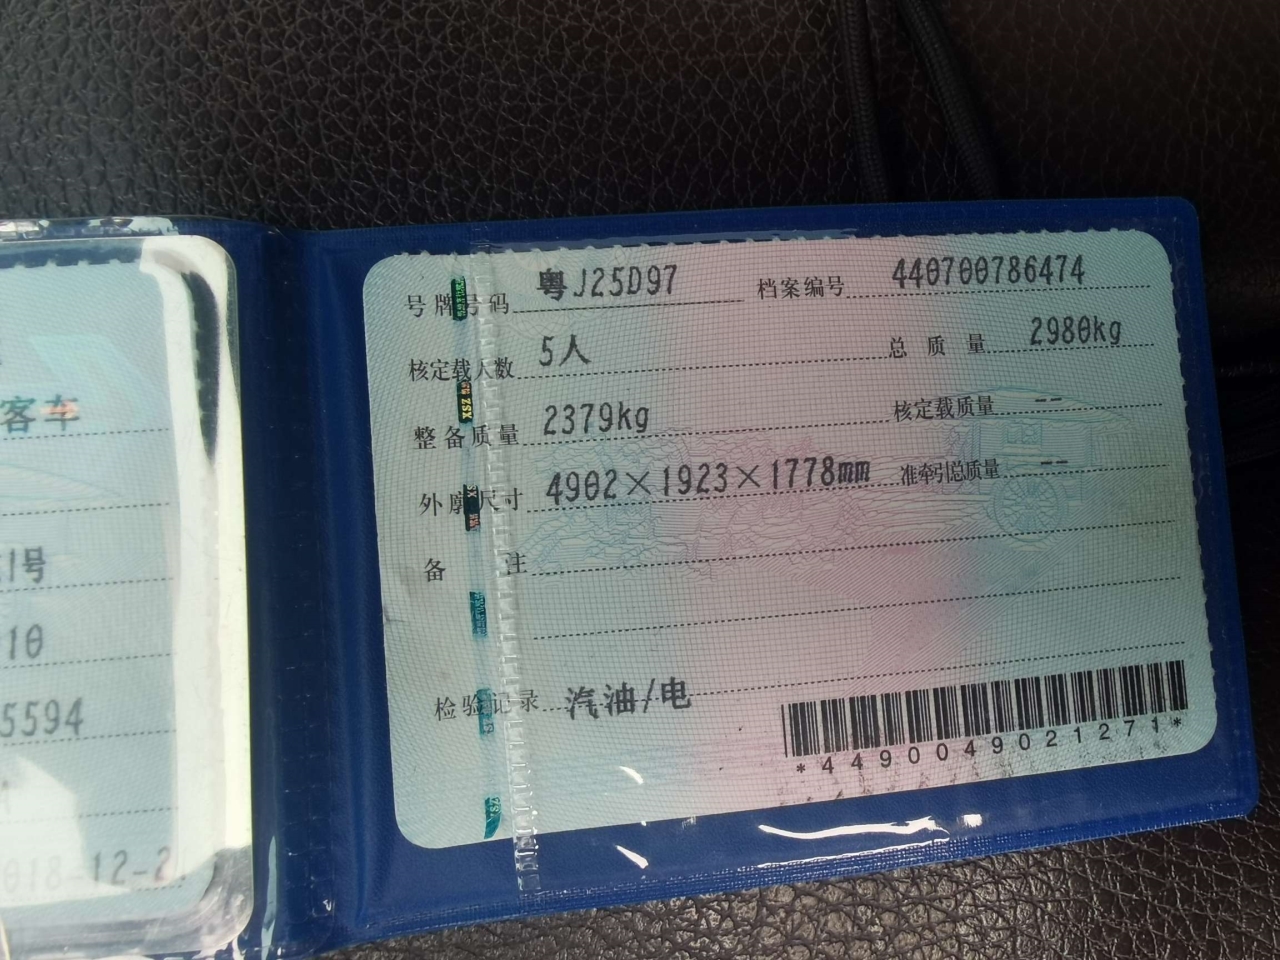 客车
1号
10
5594
018-12-21
号牌号码 粤J25D97 档案编号 440700786474
核定载人数 5人 总质量 2980kg
整备质量 2379kg 核定载质量 --
外廓尺寸 4902×1923×1778mm 准牵引总质量 --
备注
检验记录 汽油/电
*4490049021271*